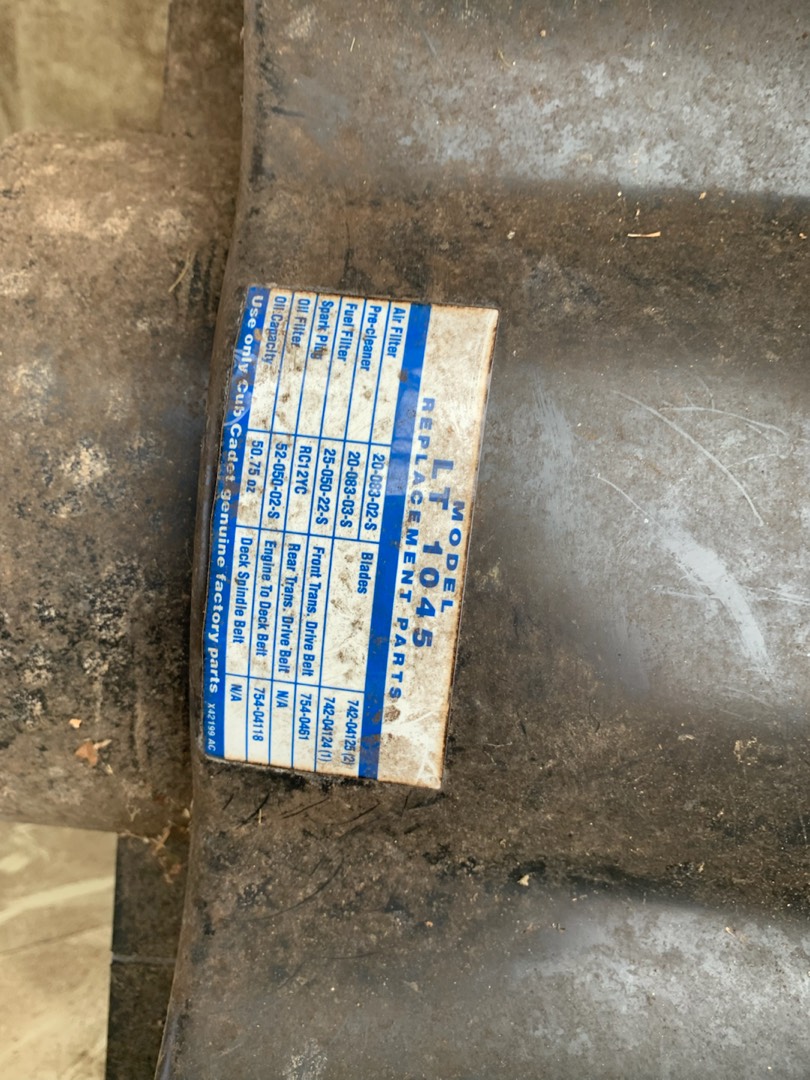 MODEL
LT 1045
REPLACEMENT PARTS
Air Filter 20-083-02-S Blades 742-04125 (2)
Pre-cleaner 20-083-03-S 742-04124 (1)
Fuel Filter 25-050-22-S Front Trans. Drive Belt 754-0461
Spark Plug RC12YC Rear Trans. Drive Belt N/A
Oil Filter 52-050-02-S Engine To Deck Belt 754-04118
Oil Capacity 50.75 oz Deck Spindle Belt N/A
Use only Cub Cadet genuine factory parts X42199 AC